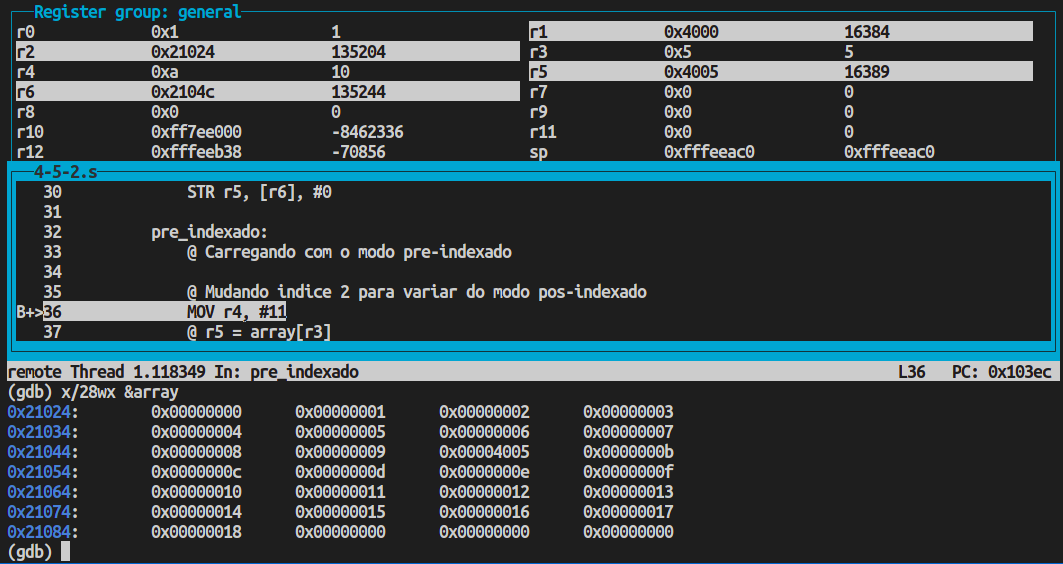 Register group: general
r0 0x1 1 r1 0x4000 16384
r2 0x21024 135204 r3 0x5 5
r4 0xa 10 r5 0x4005 16389
r6 0x2104c 135244 r7 0x0 0
r8 0x0 0 r9 0x0 0
r10 0xff7ee000 -8462336 r11 0x0 0
r12 0xfffeeb38 -70856 sp 0xfffeeac0 0xfffeeac0
4-5-2.s
30 STR r5, [r6], #0
31
32 pre_indexado:
33 @ Carregando com o modo pre-indexado
34
35 @ Mudando indice 2 para variar do modo pos-indexado
B+>36 MOV r4, #11
37 @ r5 = array[r3]
remote Thread 1.118349 In: pre_indexado L36 PC: 0x103ec
(gdb) x/28wx &array
0x21024: 0x00000000 0x00000001 0x00000002 0x00000003
0x21034: 0x00000004 0x00000005 0x00000006 0x00000007
0x21044: 0x00000008 0x00000009 0x00004005 0x0000000b
0x21054: 0x0000000c 0x0000000d 0x0000000e 0x0000000f
0x21064: 0x00000010 0x00000011 0x00000012 0x00000013
0x21074: 0x00000014 0x00000015 0x00000016 0x00000017
0x21084: 0x00000018 0x00000000 0x00000000 0x00000000
(gdb)